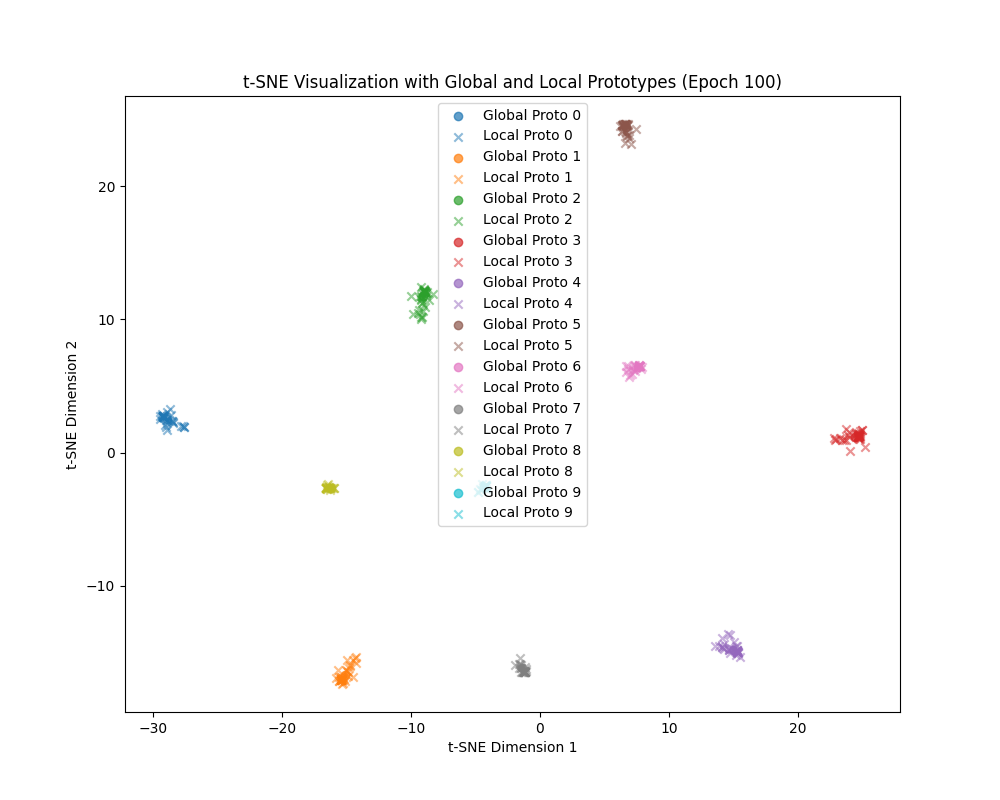 t-SNE Visualization with Global and Local Prototypes (Epoch 100)
Global Proto 0
Local Proto 0
Global Proto 1
Local Proto 1
Global Proto 2
Local Proto 2
Global Proto 3
Local Proto 3
Global Proto 4
Local Proto 4
Global Proto 5
Local Proto 5
Global Proto 6
Local Proto 6
Global Proto 7
Local Proto 7
Global Proto 8
Local Proto 8
Global Proto 9
Local Proto 9
t-SNE Dimension 2
20
10
0
−10
−30
−20
−10
0
10
20
t-SNE Dimension 1